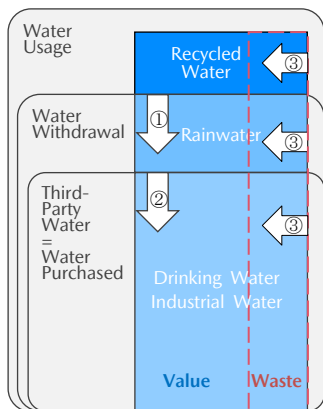 Water
Usage
Recycled
Water
③
Water
Withdrawal
①
Rainwater
③
Third-
Party
Water
=
Water
Purchased
②
③
Drinking Water
Industrial Water
Value
Waste